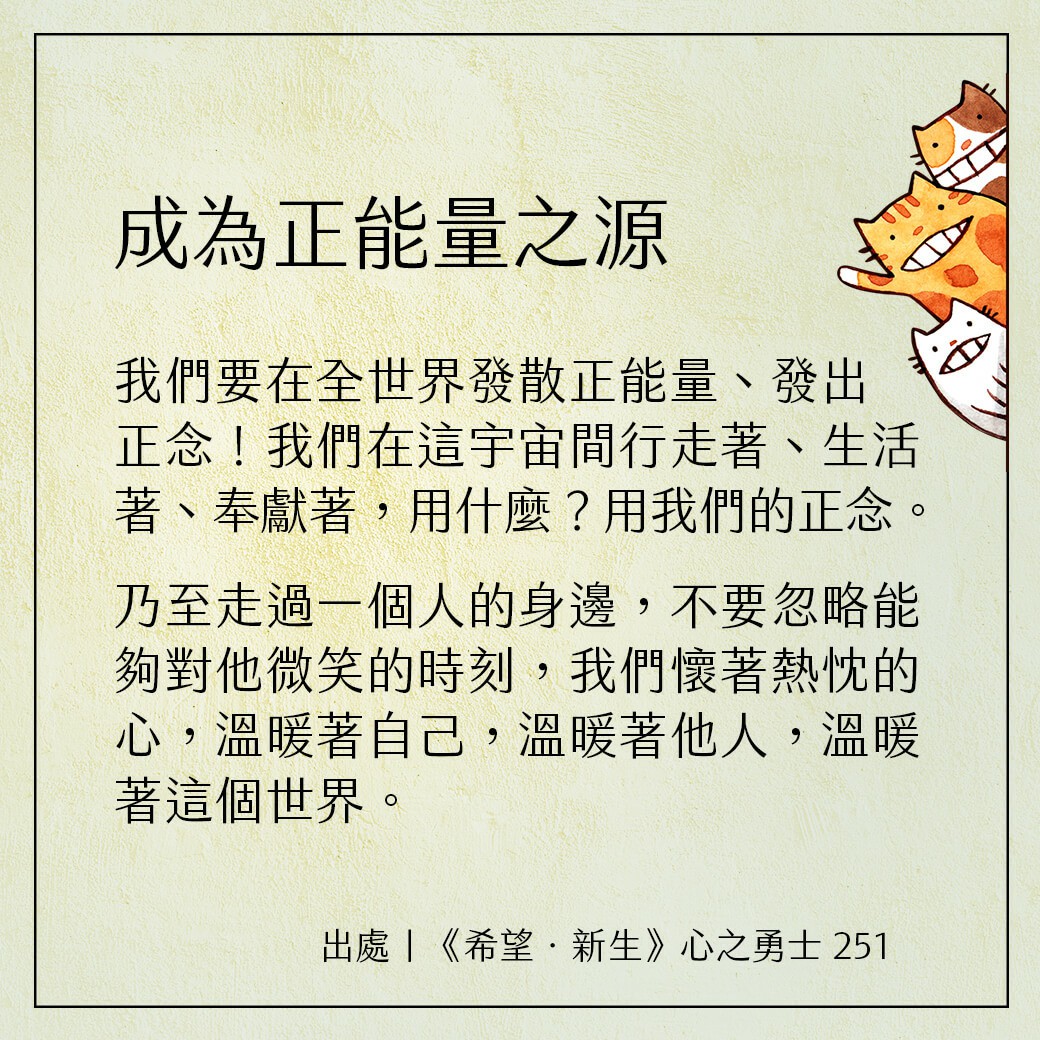 成為正能量之源
我們要在全世界發散正能量、發出
正念！我們在這宇宙間行走著、生活
著、奉獻著，用什麼？用我們的正念。
乃至走過一個人的身邊，不要忽略能
夠對他微笑的時刻，我們懷著熱忱的
心，溫暖著自己，溫暖著他人，溫暖
著這個世界。
出處|《希望．新生》心之勇士 251